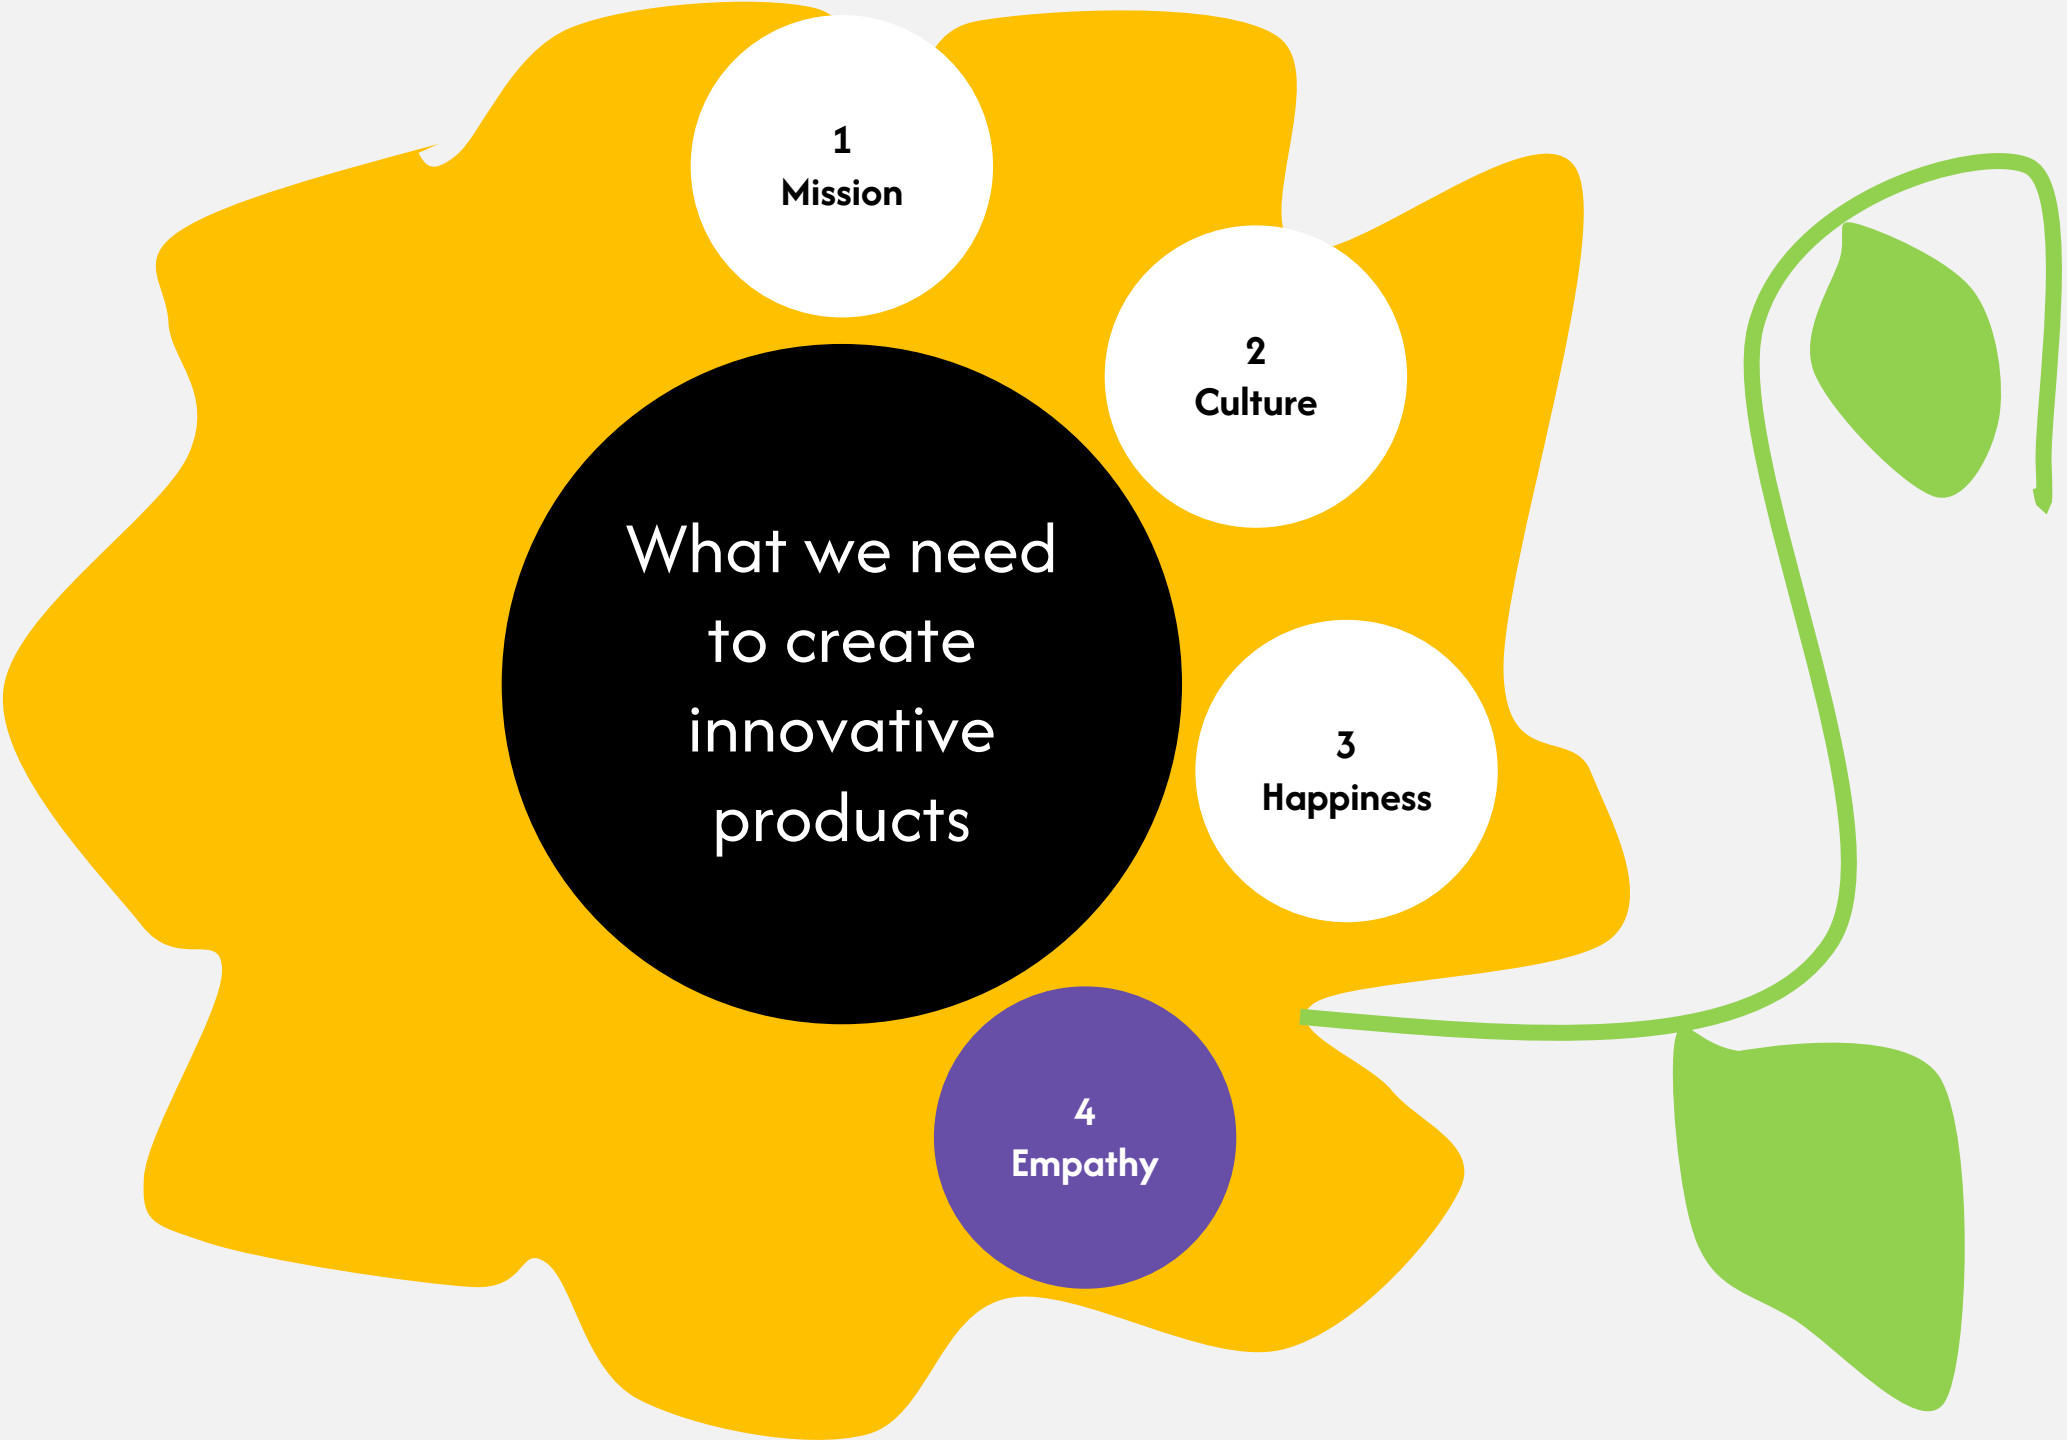 1
Mission
2
Culture
What we need
to create
innovative
products
3
Happiness
4
Empathy